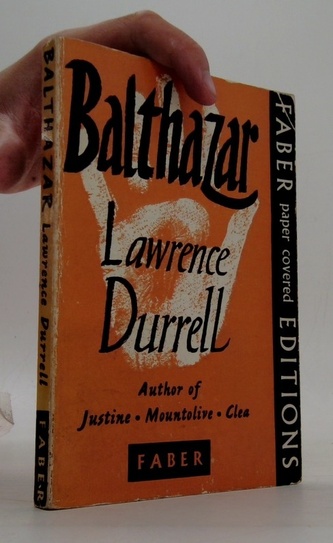 Balthazar
Lawrence
Durrell
Author of
Justine • Mountolive • Clea
FABER
FABER paper covered EDITIONS
BALTHAZAR Lawrence Durrell FABER